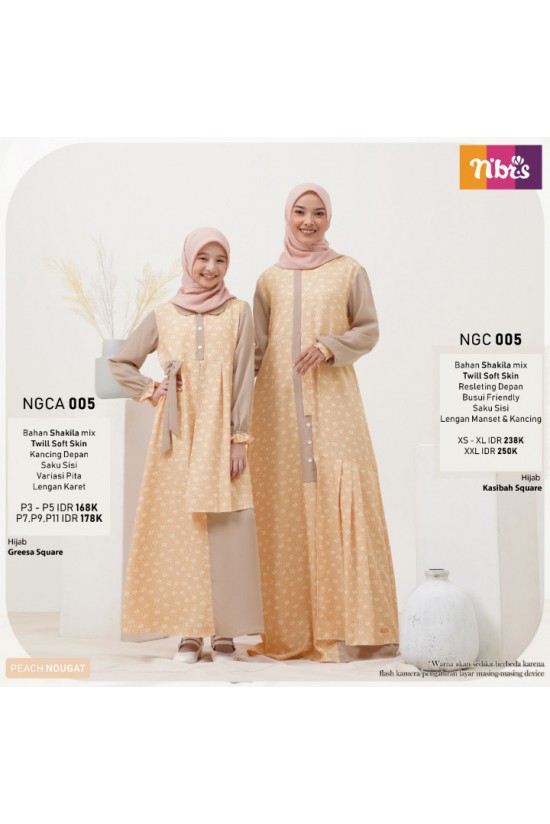 nibr's
NGC 005
Bahan Shakila mix
Twill Soft Skin
Resleting Depan
Busui Friendly
Saku Sisi
Lengan Manset & Kancing
XS - XL IDR 238K
XXL IDR 250K
Hijab
Kasibah Square
NGCA 005
Bahan Shakila mix
Twill Soft Skin
Kancing Depan
Saku Sisi
Variasi Pita
Lengan Karet
P3 - P5 IDR 168K
P7,P9,P11 IDR 178K
Hijab
Greesa Square
PEACH NOUGAT
*Warna akan sedikit berbeda karena
flash kamera/pengaturan layar masing-masing device